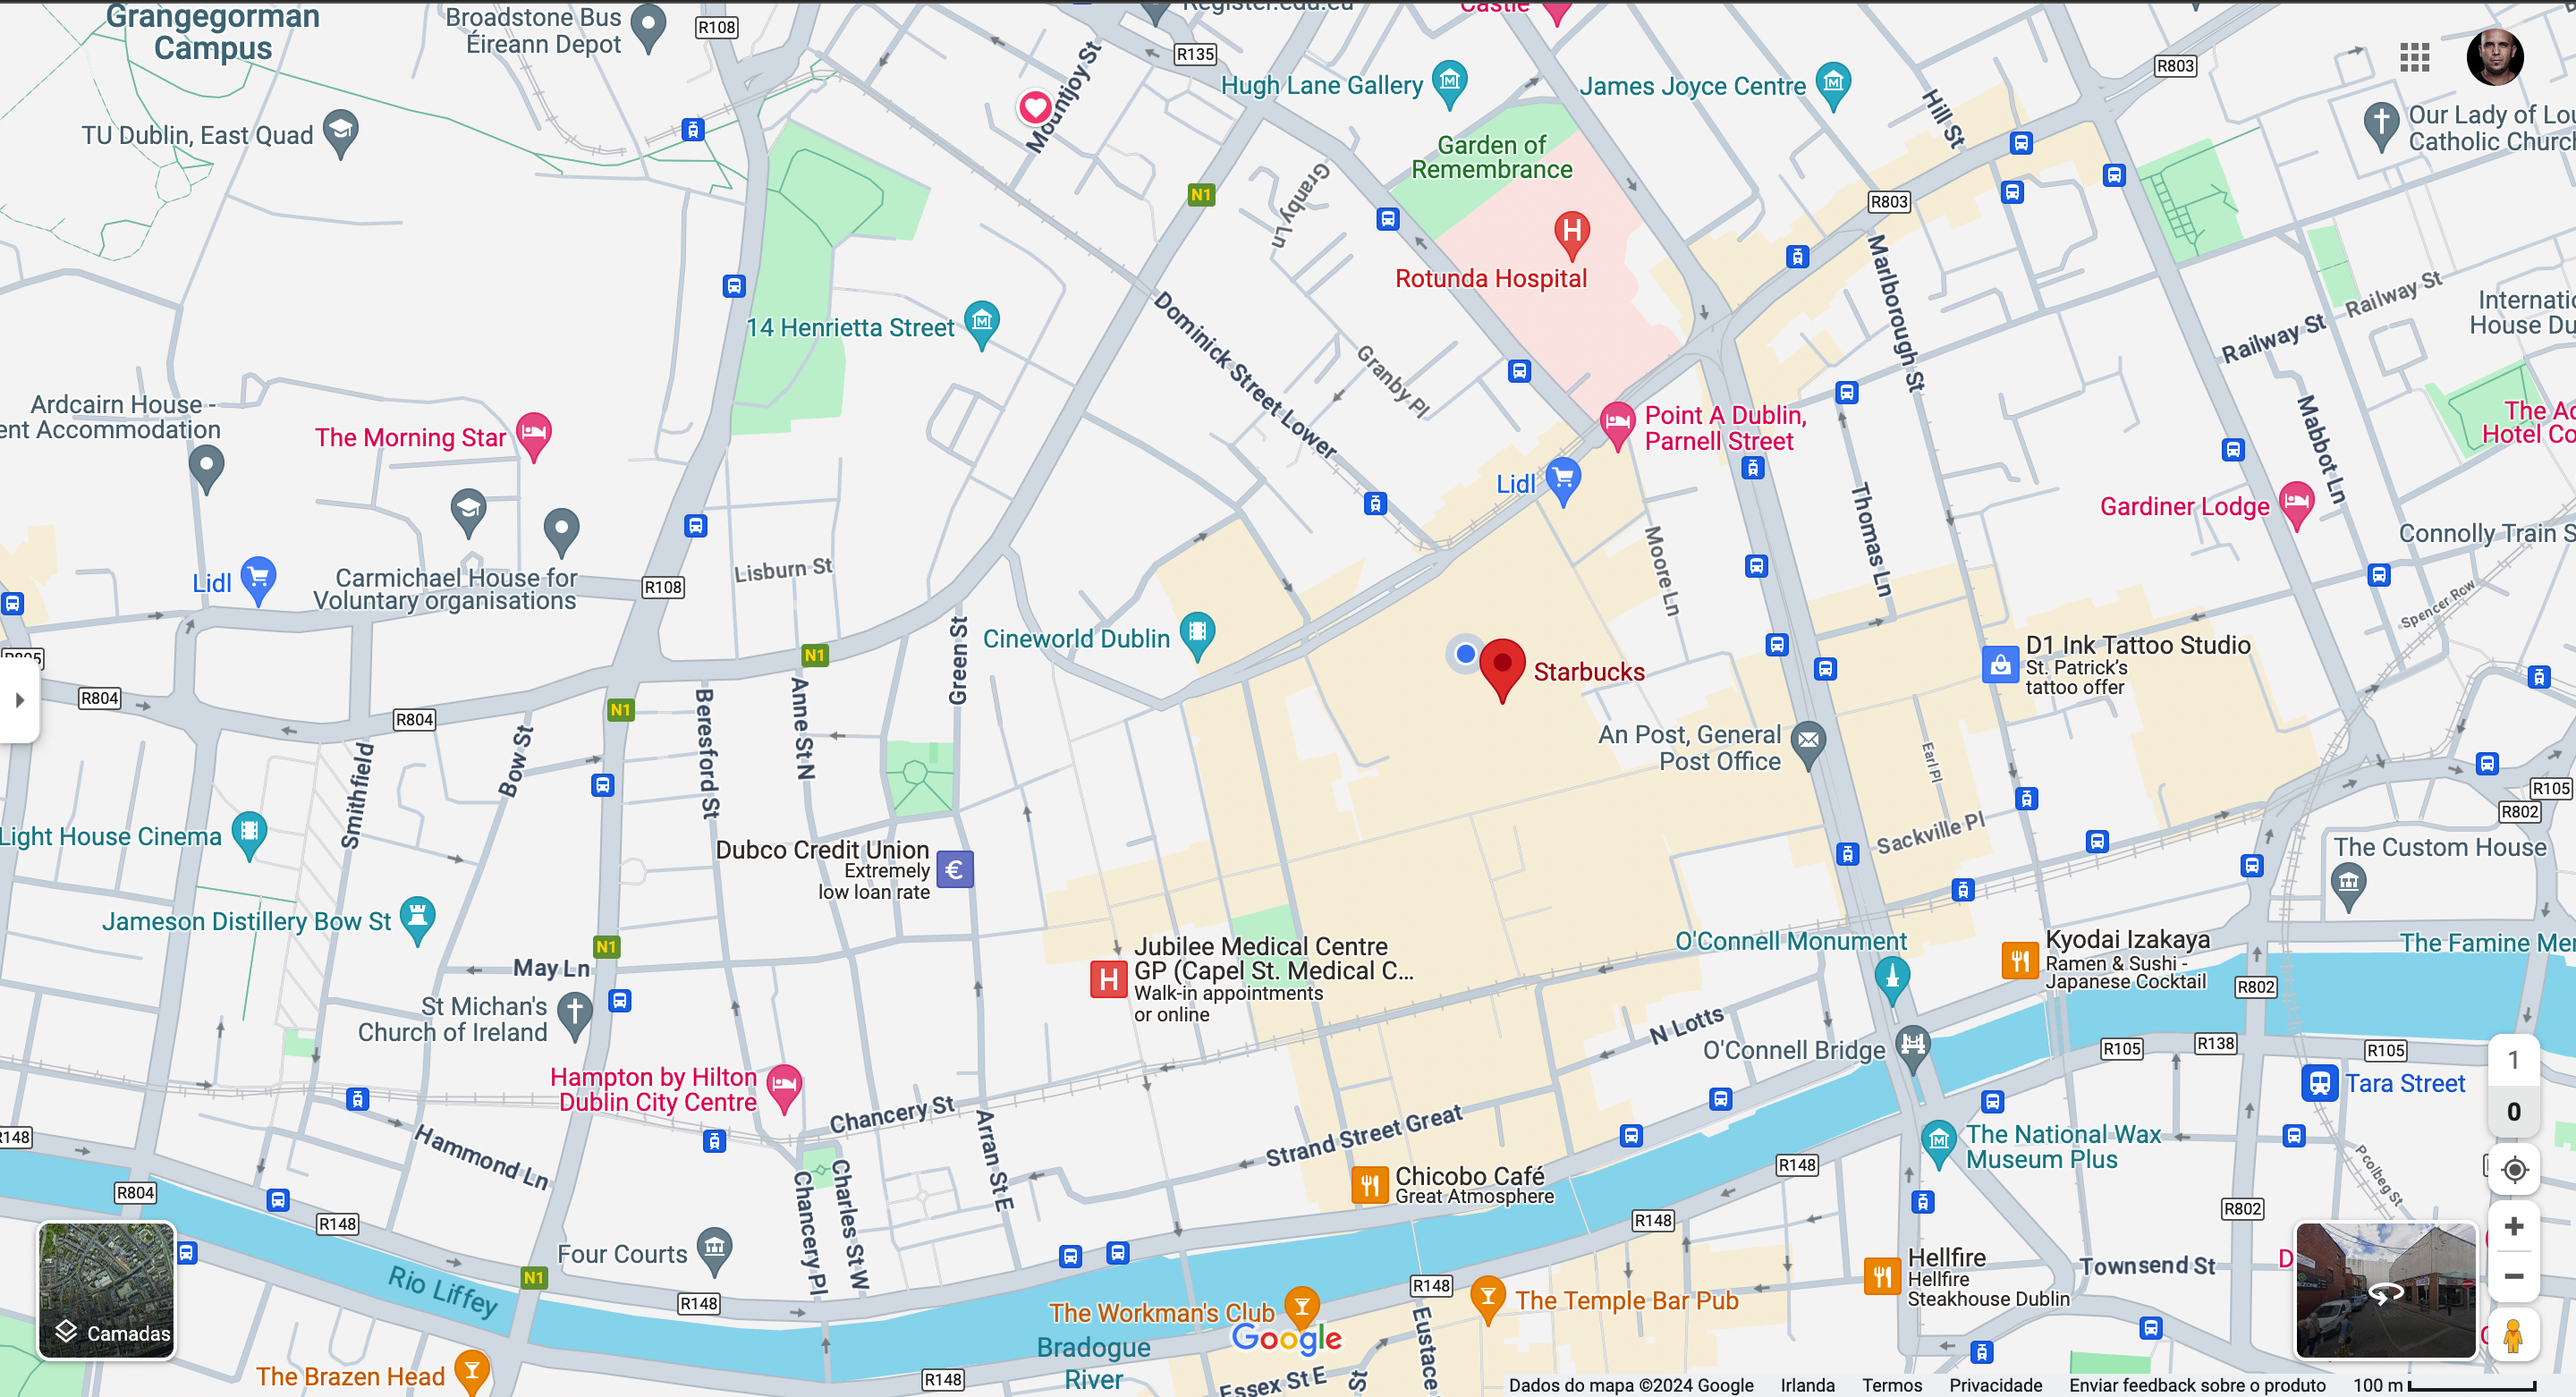 Grangegorman
Campus
Broadstone Bus
Éireann Depot
R108
Register.edu.eu
Castle
R135
Mountjoy St
Hugh Lane Gallery
James Joyce Centre
Hill St
R803
Our Lady of Lou
Catholic Church
TU Dublin, East Quad
Garden of
Remembrance
N1
Granby Ln
R803
Rotunda Hospital
Marlborough St
Railway St
Railway St
Internatio
House Du
14 Henrietta Street
Dominick Street Lower
Granby Pl
Ardcairn House -
ent Accommodation
The Morning Star
Point A Dublin,
Parnell Street
Mabbot Ln
The Ad
Hotel Co
Lidl
Thomas Ln
Gardiner Lodge
Moore Ln
Connolly Train S
Lidl
Carmichael House for
Voluntary organisations
R108
Lisburn St
Spencer Row
Cineworld Dublin
Green St
N1
Starbucks
D1 Ink Tattoo Studio
St. Patrick's
tattoo offer
R804
R804
N1
Beresford St
Anne St N
Bow St
Smithfield
An Post, General
Post Office
Earl Pl
R105
R802
Light House Cinema
Sackville Pl
The Custom House
Dubco Credit Union
Extremely
low loan rate
Jameson Distillery Bow St
N1
May Ln
Jubilee Medical Centre
GP (Capel St. Medical C...
Walk-in appointments
or online
O'Connell Monument
Kyodai Izakaya
Ramen & Sushi -
Japanese Cocktail
The Famine Mem
R802
St Michan's
Church of Ireland
N Lotts
O'Connell Bridge
R105
R138
R105
1
0
Hampton by Hilton
Dublin City Centre
Tara Street
Chancery St
Arran St E
Strand Street Great
R148
Hammond Ln
The National Wax
Museum Plus
R148
Chicobo Café
Great Atmosphere
Pcolbeg St
R804
R148
Chancery Pl
Charles St W
R148
R802
Four Courts
Rio Liffey
N1
R148
R148
Hellfire
Hellfire
Steakhouse Dublin
Townsend St
D
The Workman's Club
The Temple Bar Pub
Google
Camadas
Bradogue
River
Eustace
The Brazen Head
R148
Essex St E
St
Dados do mapa ©2024 Google Irlanda Termos Privacidade Enviar feedback sobre o produto 100 m